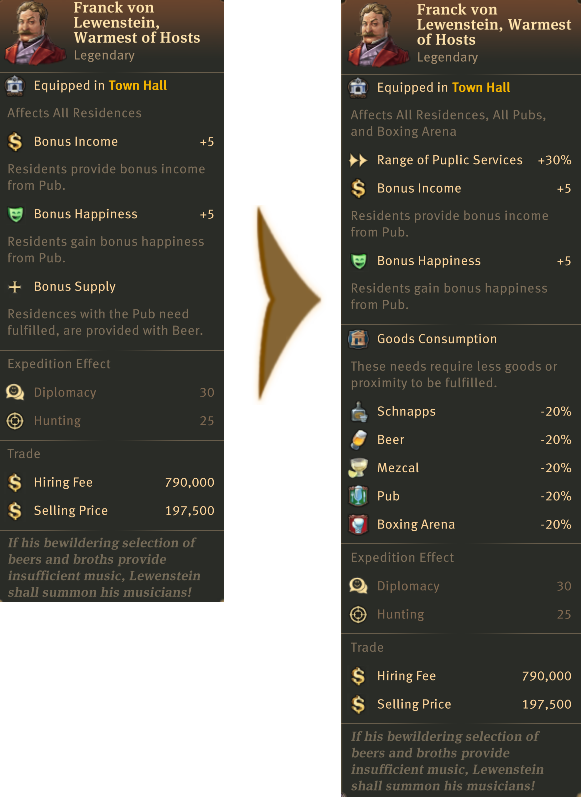 Franck von
Lewenstein,
Warmest of Hosts
Legendary
Equipped in Town Hall
Affects All Residences
Bonus Income +5
Residents provide bonus income
from Pub.
Bonus Happiness +5
Residents gain bonus happiness
from Pub.
Bonus Supply
Residences with the Pub need
fulfilled, are provided with Beer.
Expedition Effect
Diplomacy 30
Hunting 25
Trade
Hiring Fee 790,000
Selling Price 197,500
If his bewildering selection of
beers and broths provide
insufficient music, Lewenstein
shall summon his musicians!
Franck von
Lewenstein, Warmest
of Hosts
Legendary
Equipped in Town Hall
Affects All Residences, All Pubs,
and Boxing Arena
Range of Puplic Services +30%
Bonus Income +5
Residents provide bonus income
from Pub.
Bonus Happiness +5
Residents gain bonus happiness
from Pub.
Goods Consumption
These needs require less goods or
proximity to be fulfilled.
Schnapps -20%
Beer -20%
Mezcal -20%
Pub -20%
Boxing Arena -20%
Expedition Effect
Diplomacy 30
Hunting 25
Trade
Hiring Fee 790,000
Selling Price 197,500
If his bewildering selection of
beers and broths provide
insufficient music, Lewenstein
shall summon his musicians!